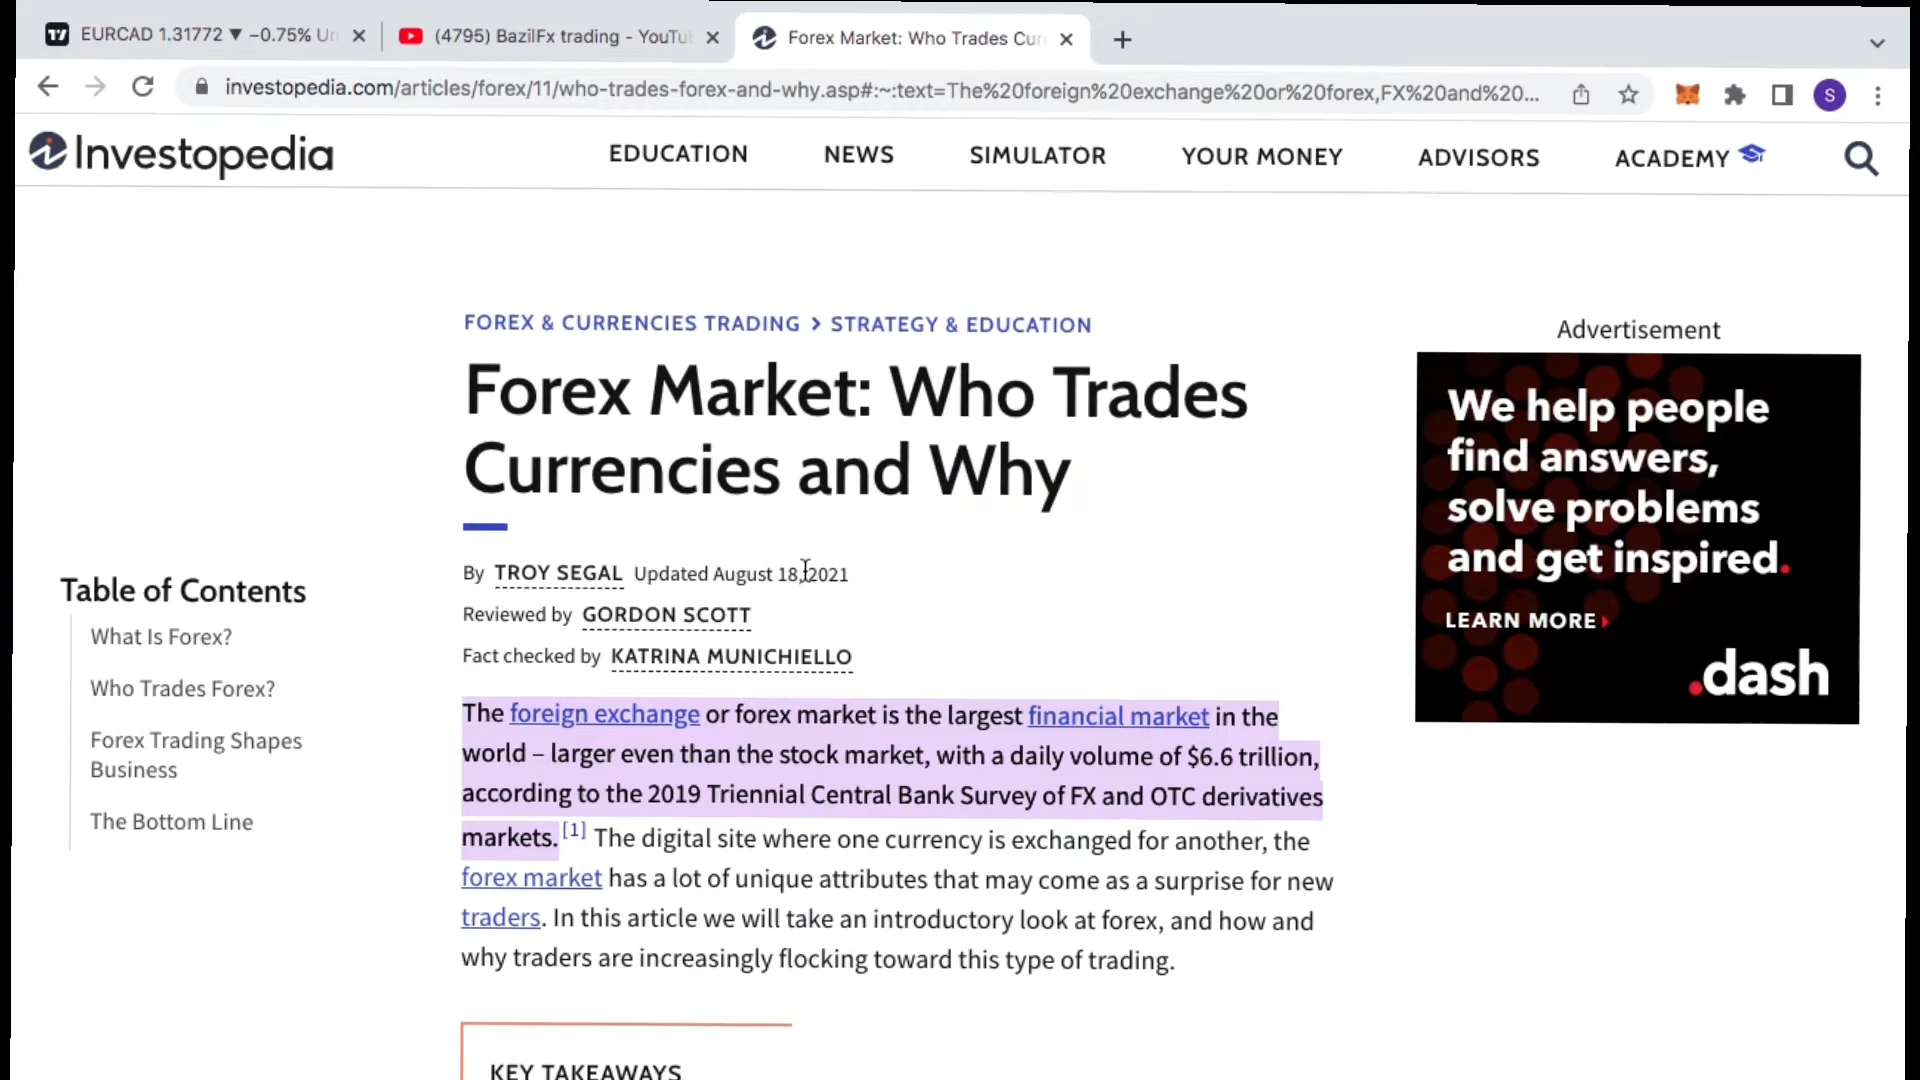 EURCAD 1.31772 ▼ −0.75% Un
(4795) BazilFx trading - YouTu
Forex Market: Who Trades Cur
investopedia.com/articles/forex/11/who-trades-forex-and-why.asp#:~:text=The%20foreign%20exchange%20or%20forex,FX%20and%20...
S
Investopedia
EDUCATION
NEWS
SIMULATOR
YOUR MONEY
ADVISORS
ACADEMY
FOREX & CURRENCIES TRADING > STRATEGY & EDUCATION
Forex Market: Who Trades
Currencies and Why
By TROY SEGAL Updated August 18, 2021
Reviewed by GORDON SCOTT
Fact checked by KATRINA MUNICHIELLO
Table of Contents
What Is Forex?
Who Trades Forex?
Forex Trading Shapes
Business
The Bottom Line
The foreign exchange or forex market is the largest financial market in the
world – larger even than the stock market, with a daily volume of $6.6 trillion,
according to the 2019 Triennial Central Bank Survey of FX and OTC derivatives
markets.[1] The digital site where one currency is exchanged for another, the
forex market has a lot of unique attributes that may come as a surprise for new
traders. In this article we will take an introductory look at forex, and how and
why traders are increasingly flocking toward this type of trading.
KEY TAKEAWAYS
Advertisement
We help people
find answers,
solve problems
and get inspired.
LEARN MORE
.dash